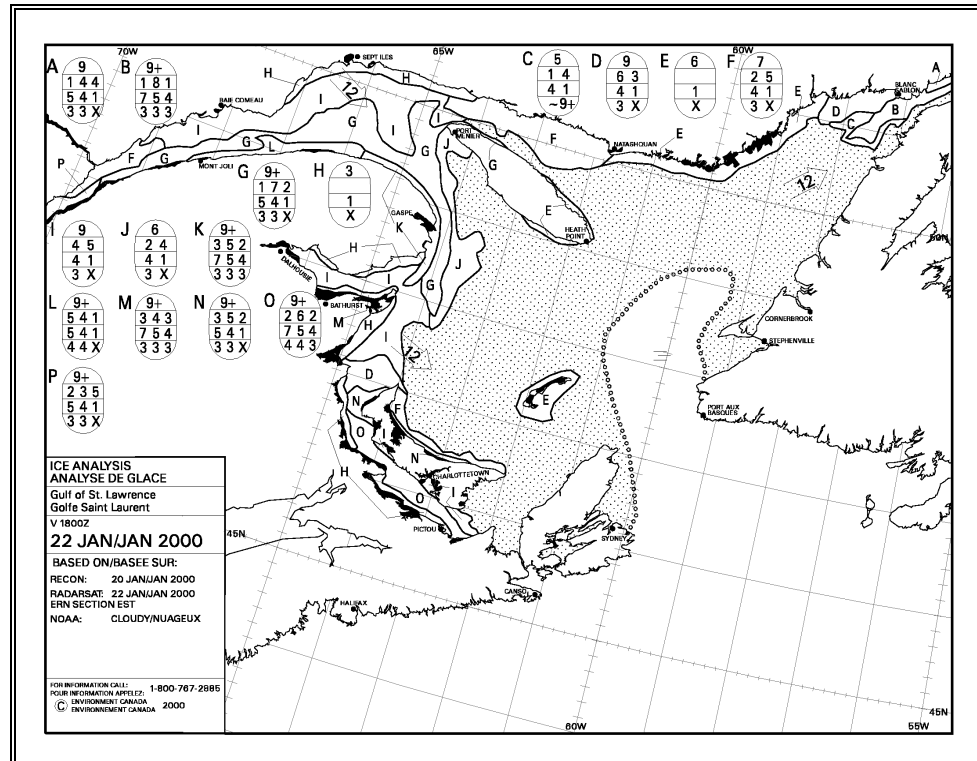 70W
65W
60W
SEPT ILES
A
9
1 4 4
5 4 1
3 3 X
B
9+
1 8 1
7 5 4
3 3 3
C
5
1 4
4 1
~9+
D
9
6 3
4 1
3 X
E
6
1
X
F
7
2 5
4 1
3 X
H
H
12
I
A
BLANC
SABLON
E
D
B
C
BAIE COMEAU
G
I
I
I
G
PORT
MENIER
F
E
NATASHOUAN
P
F
G
G
L
MONT JOLI
G
J
G
12
G
9+
1 7 2
5 4 1
3 3 X
H
3
1
X
GASPE
K
E
HEATH
POINT
50N
I
9
4 5
4 1
3 X
J
6
2 4
4 1
3 X
K
9+
3 5 2
7 5 4
3 3 3
H
DALHOUSIE
I
I
J
G
L
9+
5 4 1
5 4 1
4 4 X
M
9+
3 4 3
7 5 4
3 3 3
N
9+
3 5 2
5 4 1
3 3 X
O
9+
2 6 2
7 5 4
4 4 3
BATHURST
M
H
I
12
CORNERBROOK
STEPHENVILLE
P
9+
2 3 5
5 4 1
3 3 X
D
N
F
E
PORT AUX
BASQUES
O
I
N
H
CHARLOTTETOWN
O
I
PICTOU
SYDNEY
45N
CANSO
HALIFAX
45N
60W
55W
ICE ANALYSIS
ANALYSE DE GLACE
Gulf of St. Lawrence
Golfe Saint Laurent
V 1800Z
22 JAN/JAN 2000
BASED ON/BASEE SUR:
RECON: 20 JAN/JAN 2000
RADARSAT: 22 JAN/JAN 2000
ERN SECTION EST
NOAA: CLOUDY/NUAGEUX
FOR INFORMATION CALL:
POUR INFORMATION APPELEZ: 1-800-767-2885
© ENVIRONMENT CANADA
ENVIRONNEMENT CANADA 2000